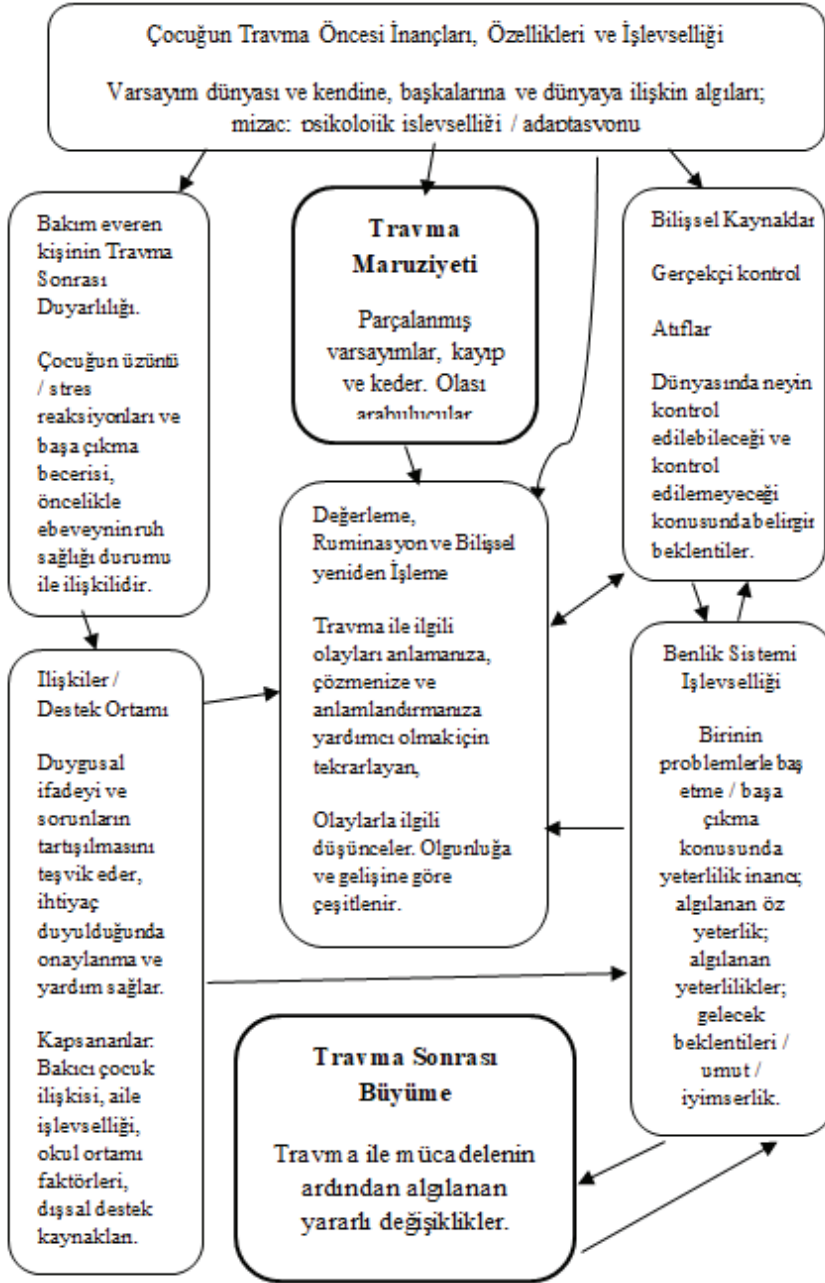 Çocuğun Travma Öncesi İnançları, Özellikleri ve İşlevselliği
Varsayım dünyası ve kendine, başkalarına ve dünyaya ilişkin algıları;
mizaç: psikolojik işlevselliği / adaptasyonu
Bakım everen
kişinin Travma
Sonrası
Duyarlılığı.
Çocuğun üzüntü
/ stres
reaksiyonları ve
başa çıkma
becerisi,
öncelikle
ebeveynin ruh
sağlığı durumu
ile ilişkilidir.
Travma
Maruziyeti
Parçalanmış
varsayımlar, kayıp
ve keder. Olası
arabulucular
Bilişsel Kaynaklar
Gerçekçi kontrol
Atıflar
Dünyasında neyin
kontrol
edilebileceği ve
kontrol
edilemeyeceği
konusunda belirgin
beklentiler.
Değerleme,
Ruminasyon ve Bilişsel
yeniden İşleme
Travma ile ilgili
olayları anlamanıza,
çözmenize ve
anlamlandırmanıza
yardımcı olmak için
tekrarlayan,
Olaylarla ilgili
düşünceler. Olgunluğa
ve gelişine göre
çeşitlenir.
İlişkiler /
Destek Ortamı
Duygusal
ifadeyi ve
sorunların
tartışılmasını
teşvik eder,
ihtiyaç
duyulduğunda
onaylanma ve
yardım sağlar.
Kapsananlar:
Bakıcı çocuk
ilişkisi, aile
işlevselliği,
okul ortamı
faktörleri,
dışsal destek
kaynakları.
Benlik Sistemi
İşlevselliği
Birinin
problemlerle baş
etme / başa
çıkma
konusunda
yeterlilik inancı;
algılanan öz
yeterlik;
algılanan
yeterlilikler;
gelecek
beklentileri /
umut /
iyimserlik.
Travma Sonrası
Büyüme
Travma ile mücadelenin
ardından algılanan
yararlı değişiklikler.